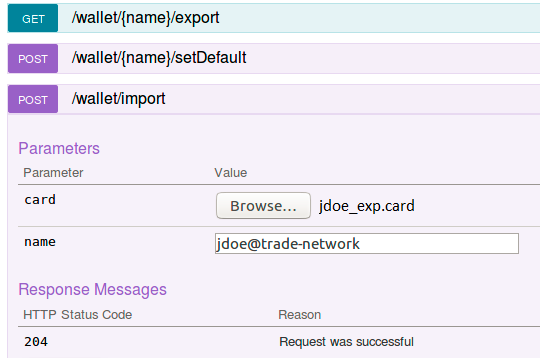 GET /wallet/{name}/export
POST /wallet/{name}/setDefault
POST /wallet/import
Parameters
Parameter Value
card Browse... jdoe_exp.card
name jdoe@trade-network
Response Messages
HTTP Status Code Reason
204 Request was successful